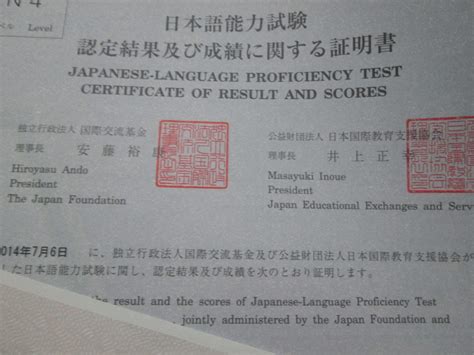 N4
ベル Level
日本語能力試験
認定結果及び成績に関する証明書
JAPANESE-LANGUAGE PROFICIENCY TEST
CERTIFICATE OF RESULT AND SCORES
独立行政法人 国際交流基金
理事長 安藤裕康
Hiroyasu Ando
President
The Japan Foundation
公益財団法人 日本国際教育支援協会
理事長 井上正幸
Masayuki Inoue
President
Japan Educational Exchanges and Serv
2014年7月6日 に、独立行政法人国際交流基金及び公益財団法人日本国際教育支援協会が
した日本語能力試験に関し、認定結果及び成績を次のとおり証明します。
the result and the scores of Japanese-Language Proficiency Test
, jointly administered by the Japan Foundation and